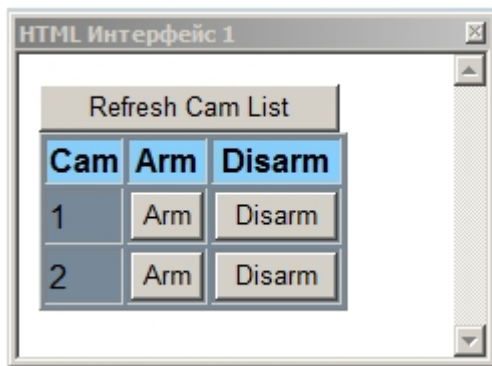 HTML Интерфейс 1
Refresh Cam List
Cam Arm Disarm
1 Arm Disarm
2 Arm Disarm